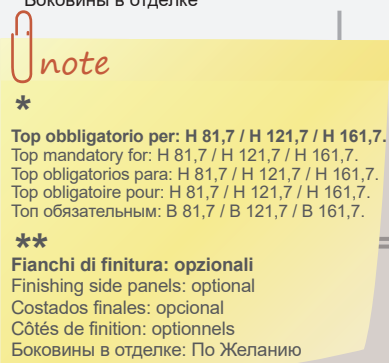 Боковины в отделке
note
*
Top obbligatorio per: H 81,7 / H 121,7 / H 161,7.
Top mandatory for: H 81,7 / H 121,7 / H 161,7.
Top obligatorios para: H 81,7 / H 121,7 / H 161,7.
Top obligatoire pour: H 81,7 / H 121,7 / H 161,7.
Топ обязательным: В 81,7 / В 121,7 / В 161,7.
**
Fianchi di finitura: opzionali
Finishing side panels: optional
Costados finales: opcional
Côtés de finition: optionnels
Боковины в отделке: По Желанию